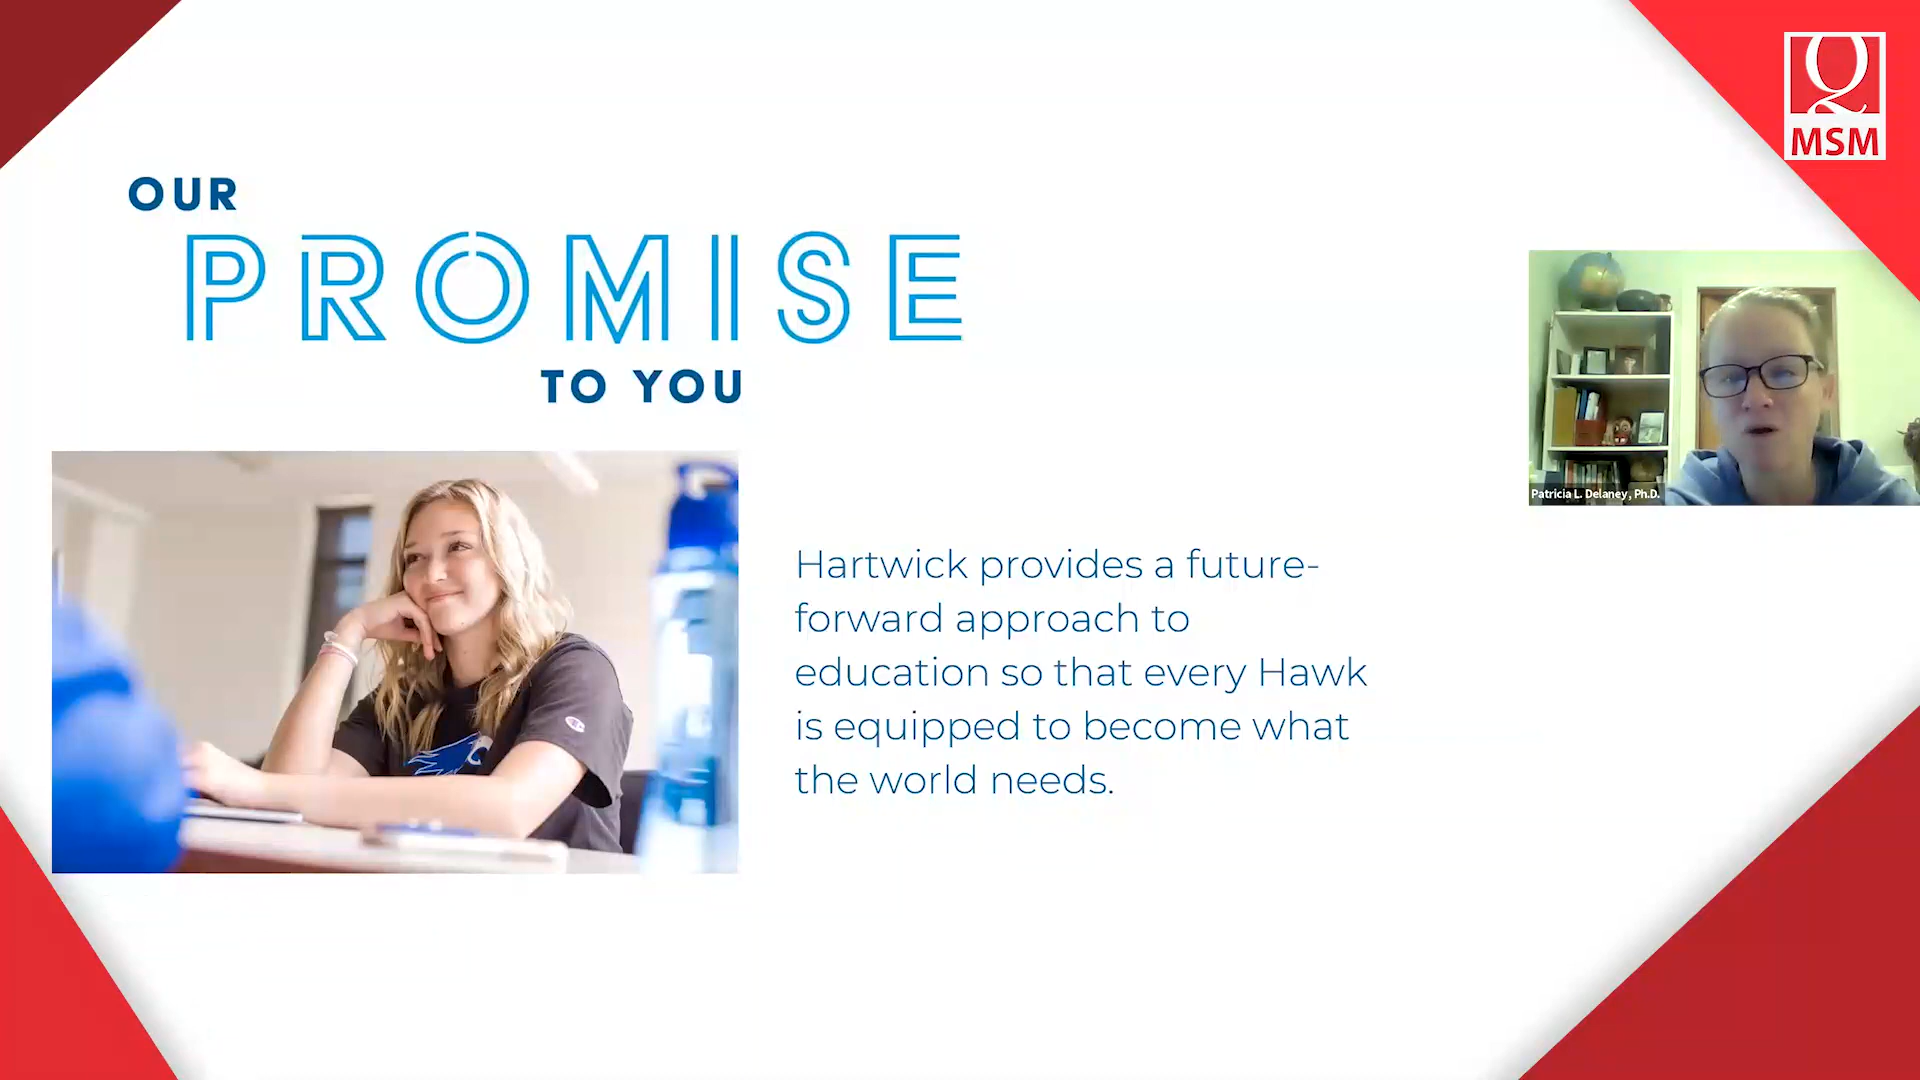 OUR
PROMISE
TO YOU
Hartwick provides a future-
forward approach to
education so that every Hawk
is equipped to become what
the world needs.
Q
MSM
Patricia L. Delaney, Ph.D.